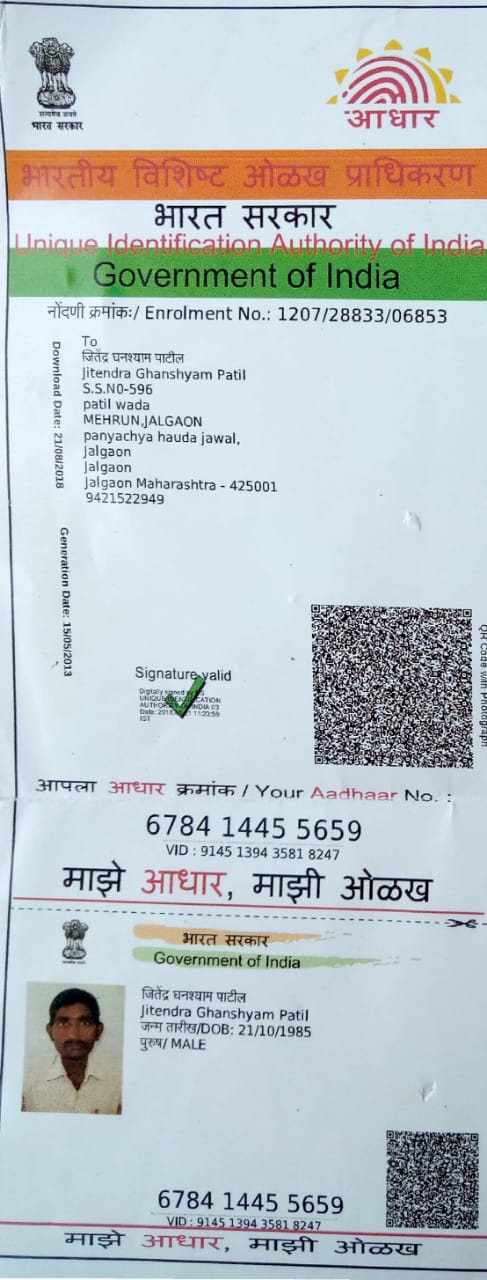 सत्यमेव जयते
भारत सरकार
आधार
भारतीय विशिष्ट ओळख प्राधिकरण
भारत सरकार
Unique Identification Authority of India
Government of India
नोंदणी क्रमांकः/ Enrolment No.: 1207/28833/06853
To
जितेंद्र घनश्याम पाटील
Jitendra Ghanshyam Patil
S.S.N0-596
patil wada
MEHRUN,JALGAON
panyachya hauda jawal,
Jalgaon
Jalgaon
Jalgaon Maharashtra - 425001
9421522949
Download Date: 21/08/2018
Generation Date: 15/05/2013
QR Code with Photograph
Signature valid
Digitally signed by
UNIQUE IDENTIFICATION
AUTHORITY OF INDIA 03
Date: 11:23:59
IST
आपला आधार क्रमांक / Your Aadhaar No. :
6784 1445 5659
VID : 9145 1394 3581 8247
माझे आधार, माझी ओळख
भारत सरकार
Government of India
जितेंद्र घनश्याम पाटील
Jitendra Ghanshyam Patil
जन्म तारीख/DOB: 21/10/1985
पुरुष/ MALE
6784 1445 5659
VID : 9145 1394 3581 8247
माझे आधार, माझी ओळख